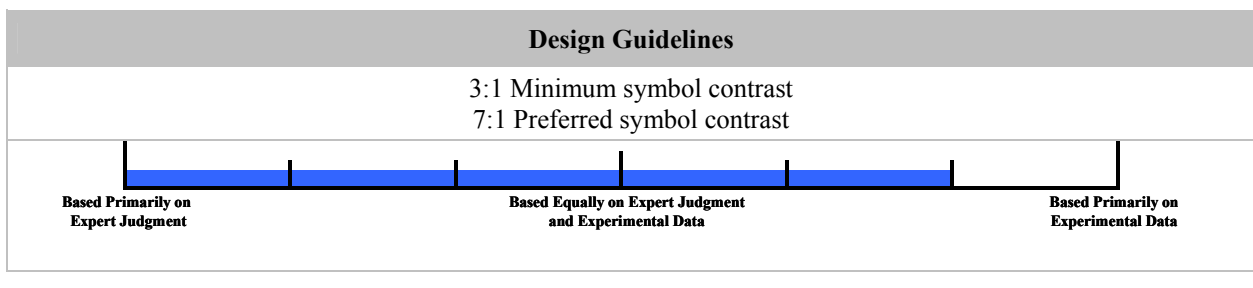 Design Guidelines
3:1 Minimum symbol contrast
7:1 Preferred symbol contrast
Based Primarily on
Expert Judgment
Based Equally on Expert Judgment
and Experimental Data
Based Primarily on
Experimental Data